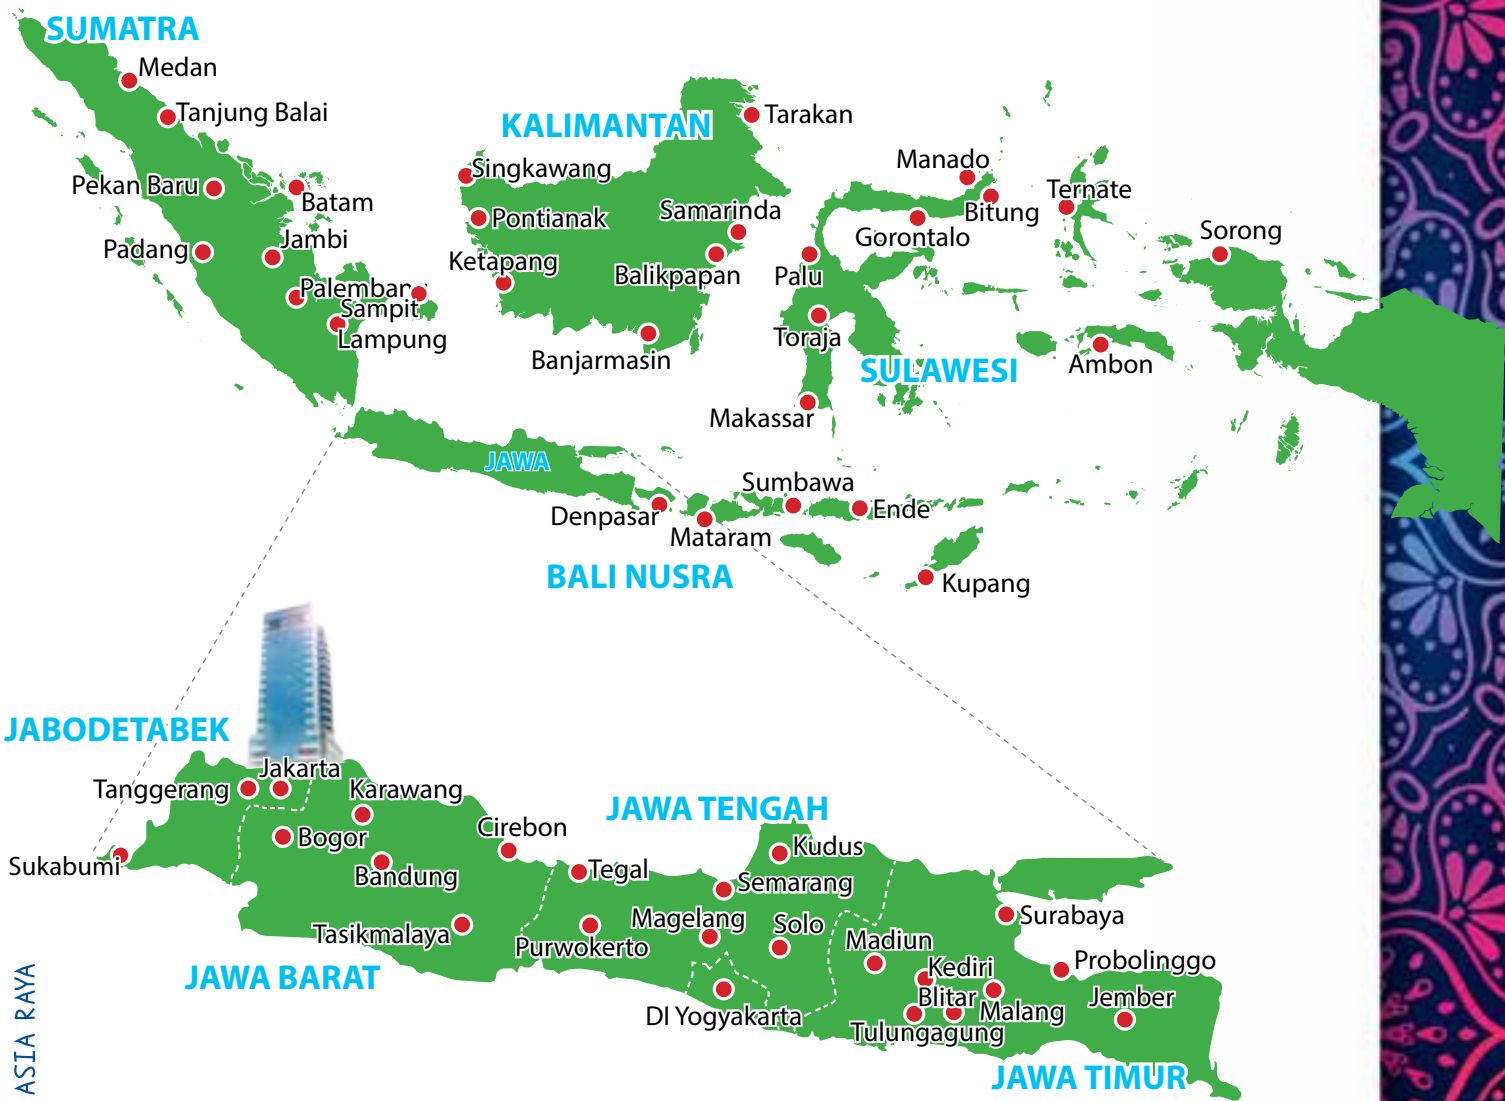 SUMATRA
Medan
Tanjung Balai
Pekan Baru
Batam
Padang
Jambi
Palembang
Sampit
Lampung
KALIMANTAN
Tarakan
Singkawang
Pontianak
Samarinda
Ketapang
Balikpapan
Banjarmasin
Manado
Bitung
Gorontalo
Palu
Toraja
SULAWESI
Makassar
Ternate
Sorong
Ambon
JAWA
Denpasar
Mataram
Sumbawa
Ende
BALI NUSRA
Kupang
JABODETABEK
Jakarta
Tanggerang
Karawang
Bogor
Sukabumi
Bandung
Cirebon
Tasikmalaya
JAWA BARAT
JAWA TENGAH
Kudus
Tegal
Semarang
Magelang
Solo
Purwokerto
DI Yogyakarta
Madiun
Surabaya
Kediri
Probolinggo
Blitar
Malang
Jember
Tulungagung
JAWA TIMUR
ASIA RAYA